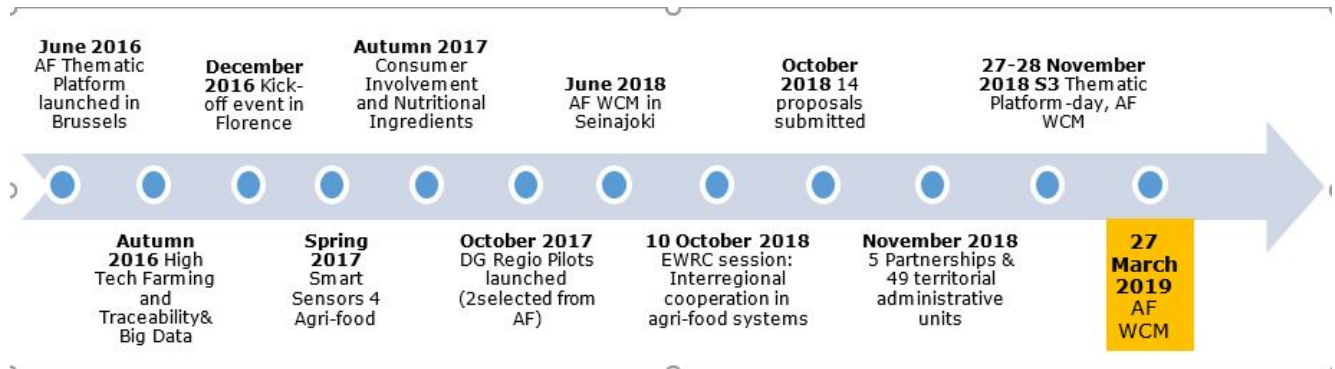 June 2016
AF Thematic
Platform
launched in
Brussels
Autumn
2016 High
Tech Farming
and
Traceability&
Big Data
December
2016 Kick-
off event in
Florence
Spring
2017
Smart
Sensors 4
Agri-food
Autumn 2017
Consumer
Involvement
and Nutritional
Ingredients
October 2017
DG Regio Pilots
launched
(2selected from
AF)
June 2018
AF WCM in
Seinajoki
10 October 2018
EWRC session:
Interregional
cooperation in
agri-food systems
October
2018 14
proposals
submitted
November 2018
5 Partnerships &
49 territorial
administrative
units
27-28 November
2018 S3 Thematic
Platform-day, AF
WCM
27
March
2019
AF
WCM